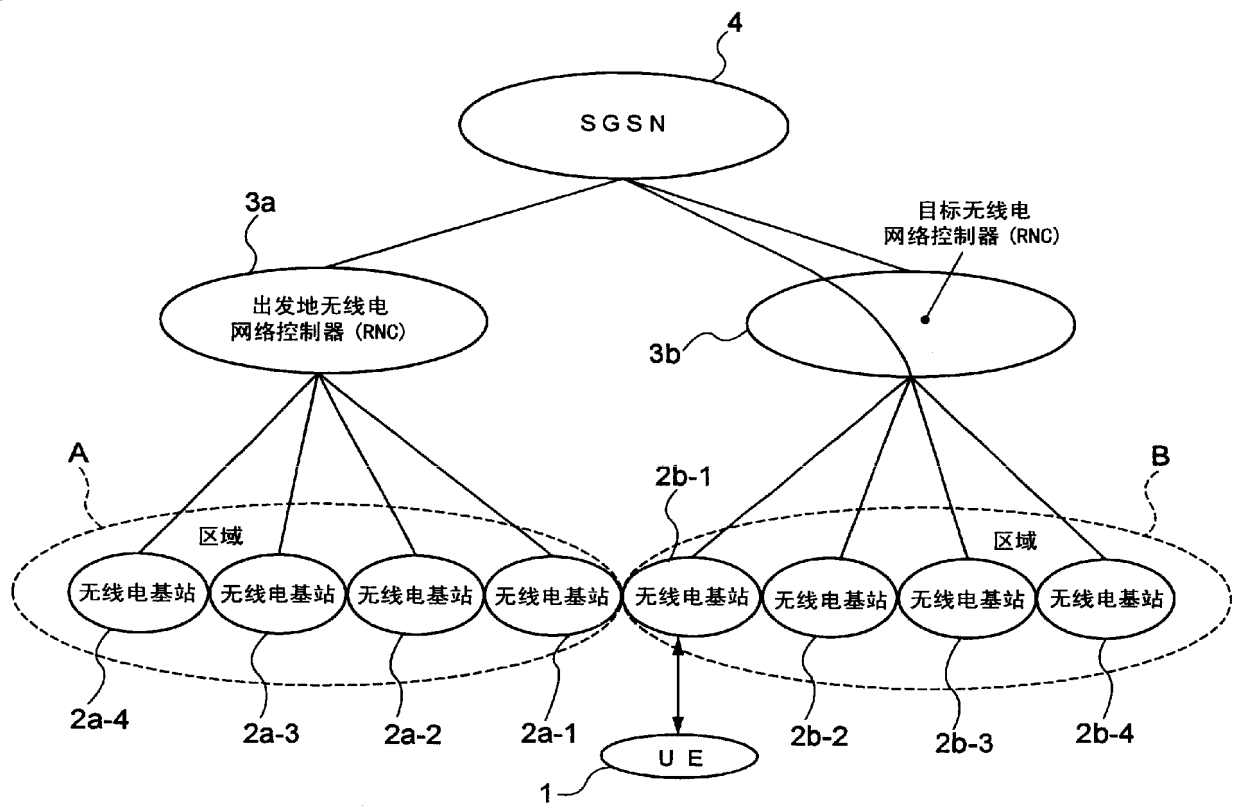 4
S G S N
3a
目标无线电
网络控制器 (RNC)
出发地无线电
网络控制器 (RNC)
3b
A
B
2b-1
区域
区域
无线电基站
无线电基站
无线电基站
无线电基站
无线电基站
无线电基站
无线电基站
无线电基站
2a-4
2a-3
2a-2
2a-1
2b-2
2b-3
2b-4
U E
1